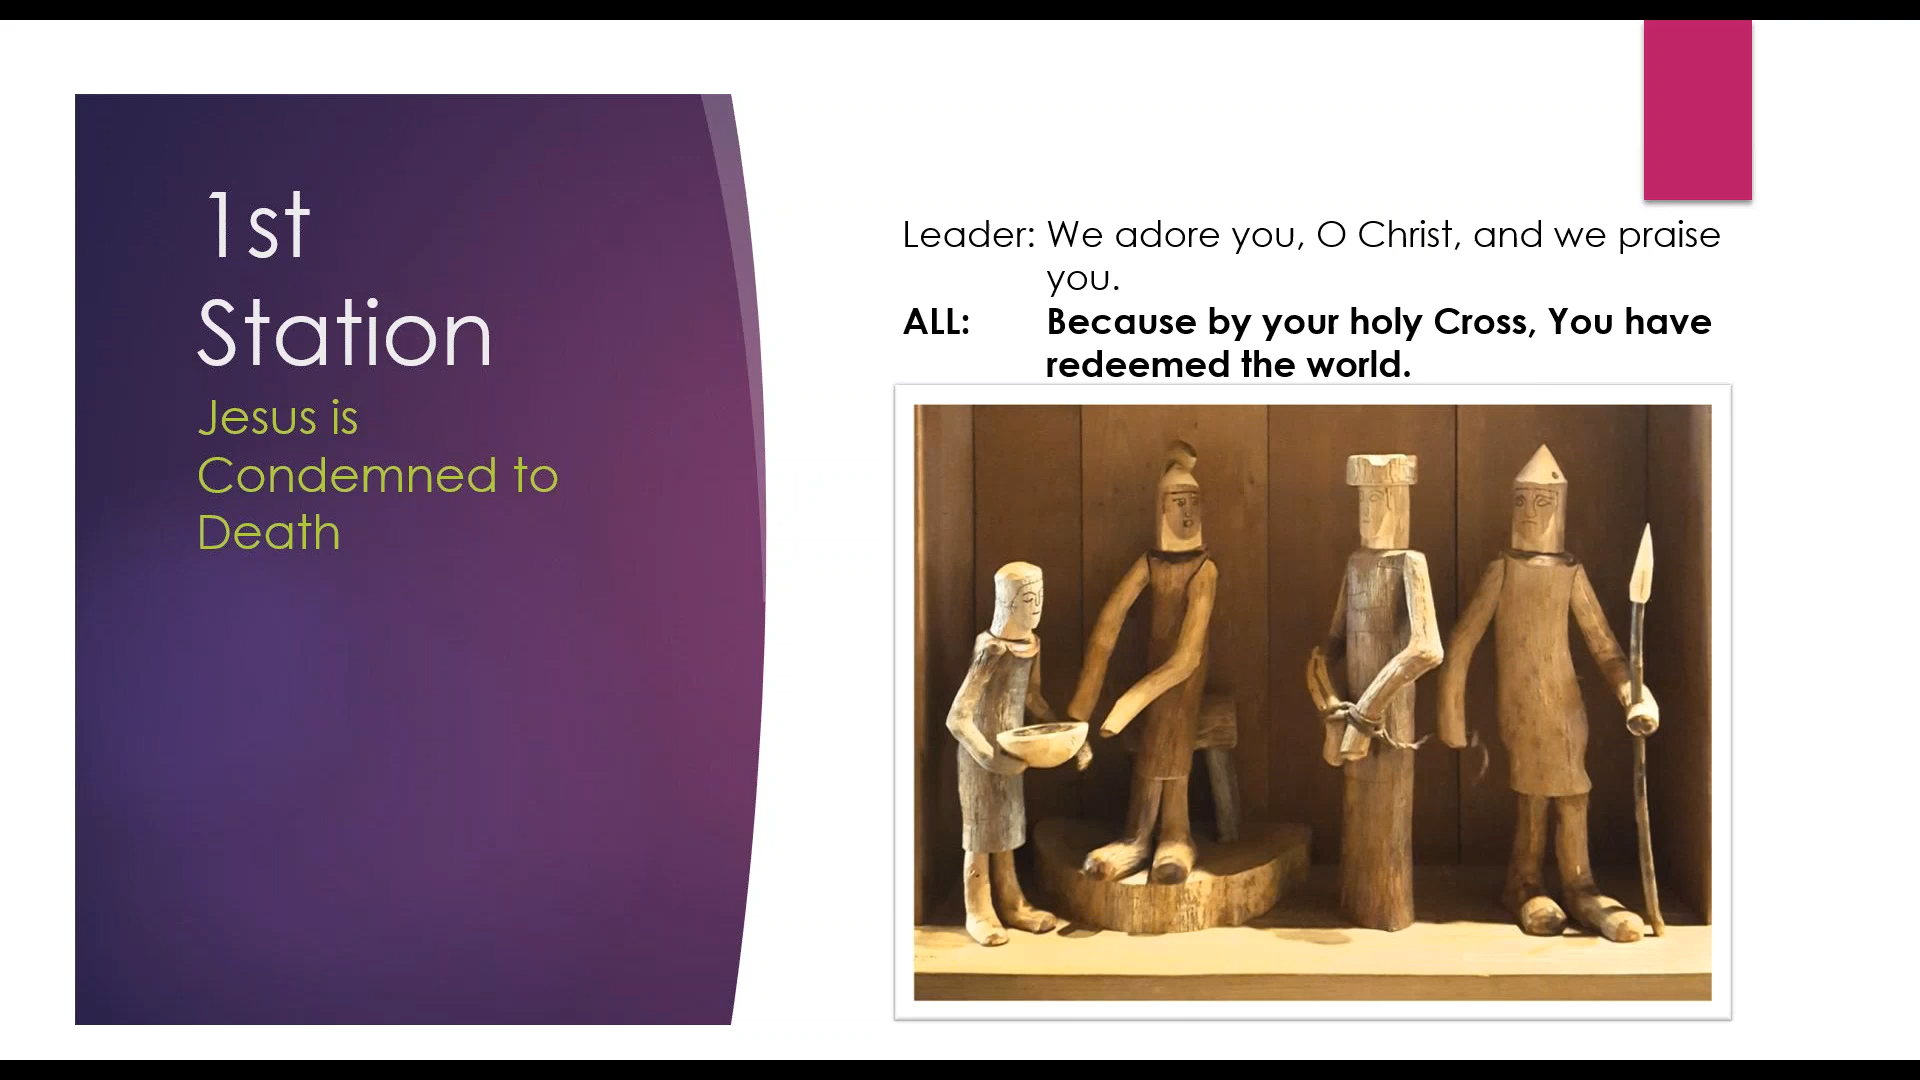 1st
Station
Jesus is
Condemned to
Death
Leader: We adore you, O Christ, and we praise
you.
ALL: Because by your holy Cross, You have
redeemed the world.